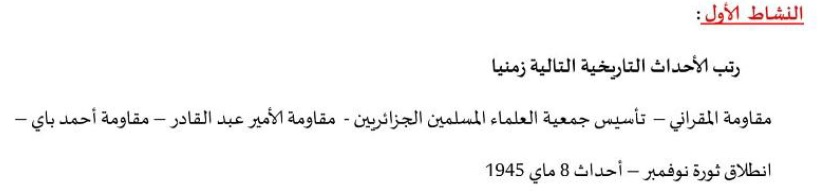 النشاط الأول:
رتب الأحداث التاريخية التالية زمنيا
مقاومة المقراني – تأسيس جمعية العلماء المسلمين الجزائريين - مقاومة الأمير عبد القادر – مقاومة أحمد باي –
انطلاق ثورة نوفمبر – أحداث 8 ماي 1945